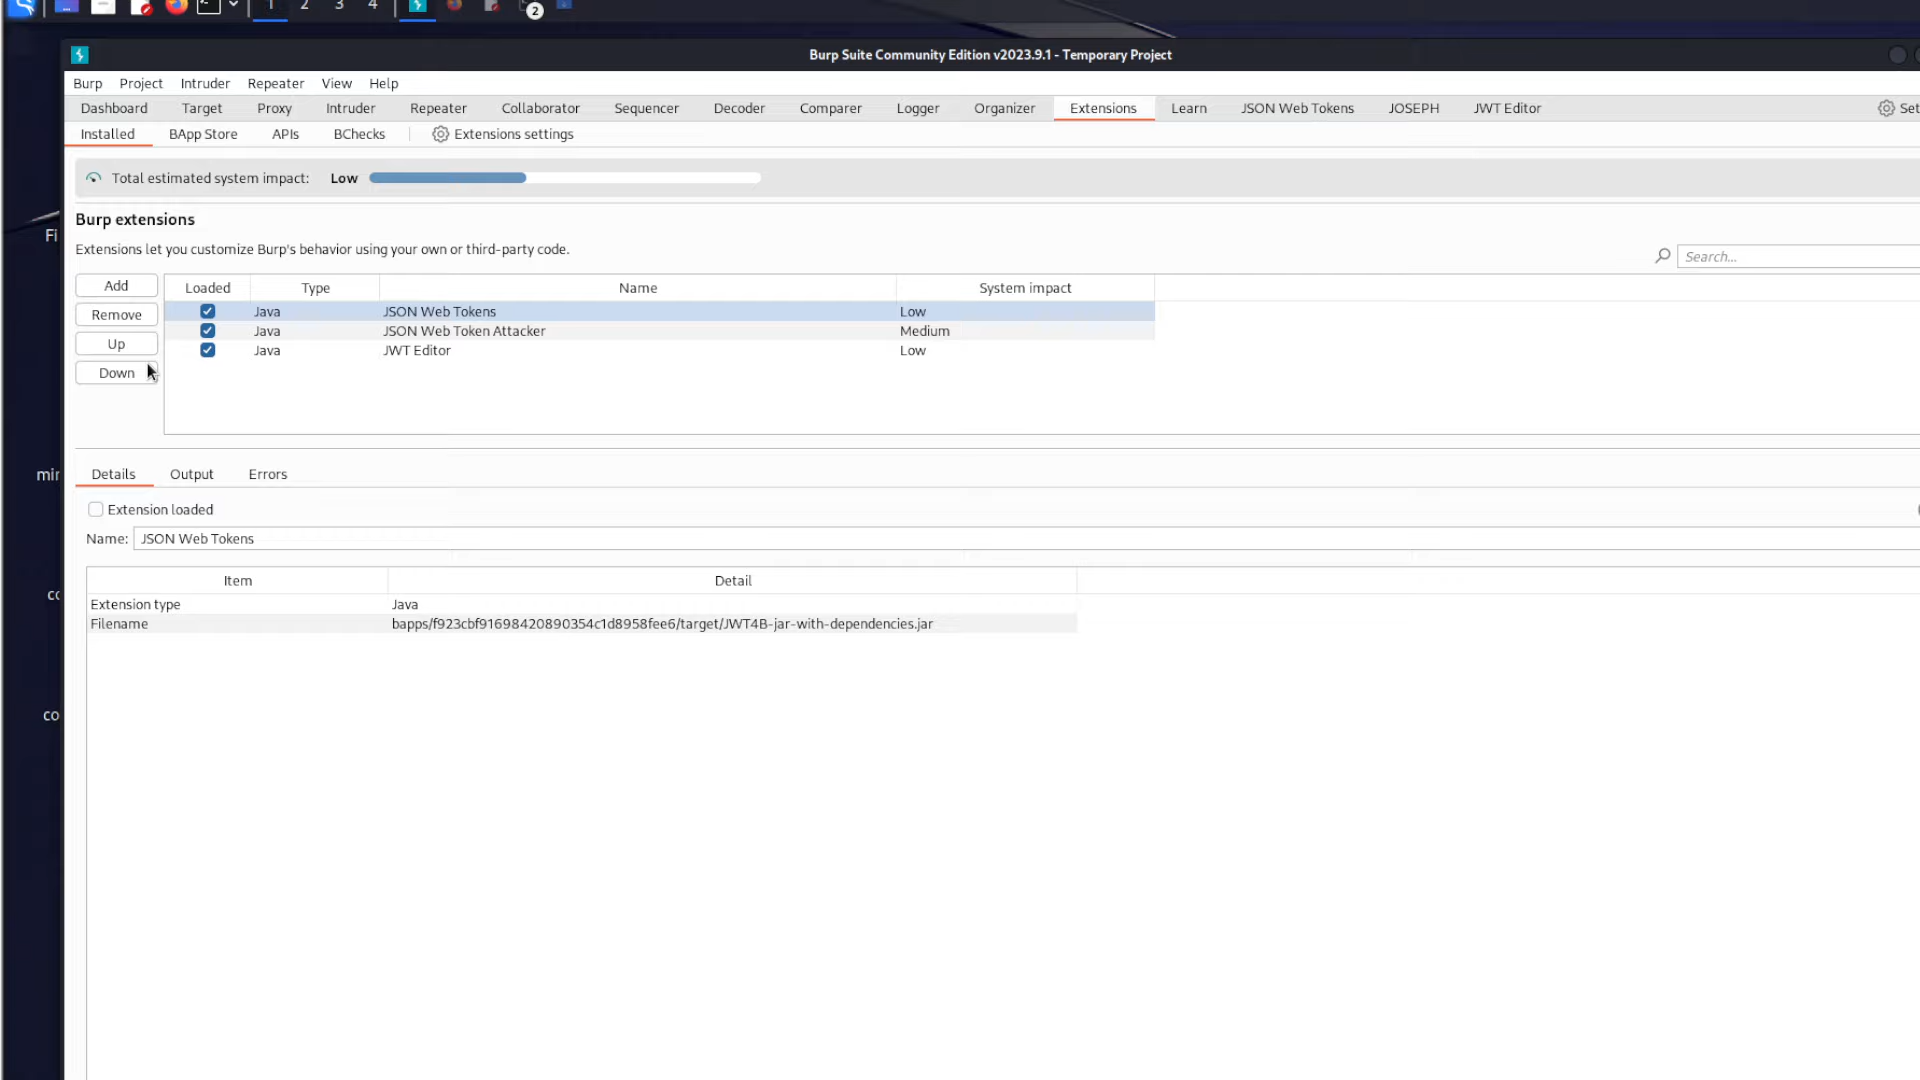 1 2 3 4 2
Burp Suite Community Edition v2023.9.1 - Temporary Project
Burp Project Intruder Repeater View Help
Dashboard Target Proxy Intruder Repeater Collaborator Sequencer Decoder Comparer Logger Organizer Extensions Learn JSON Web Tokens JOSEPH JWT Editor Set
Installed BApp Store APIs BChecks Extensions settings
Total estimated system impact: Low
Burp extensions
Fi
Extensions let you customize Burp's behavior using your own or third-party code.
Search...
Add Loaded Type Name System impact
Remove Java JSON Web Tokens Low
Java JSON Web Token Attacker Medium
Up Java JWT Editor Low
Down
Details Output Errors
mir
Extension loaded
Name: JSON Web Tokens
Item Detail
co
Extension type Java
Filename bapps/f923cbf91698420890354c1d8958fee6/target/JWT4B-jar-with-dependencies.jar
co